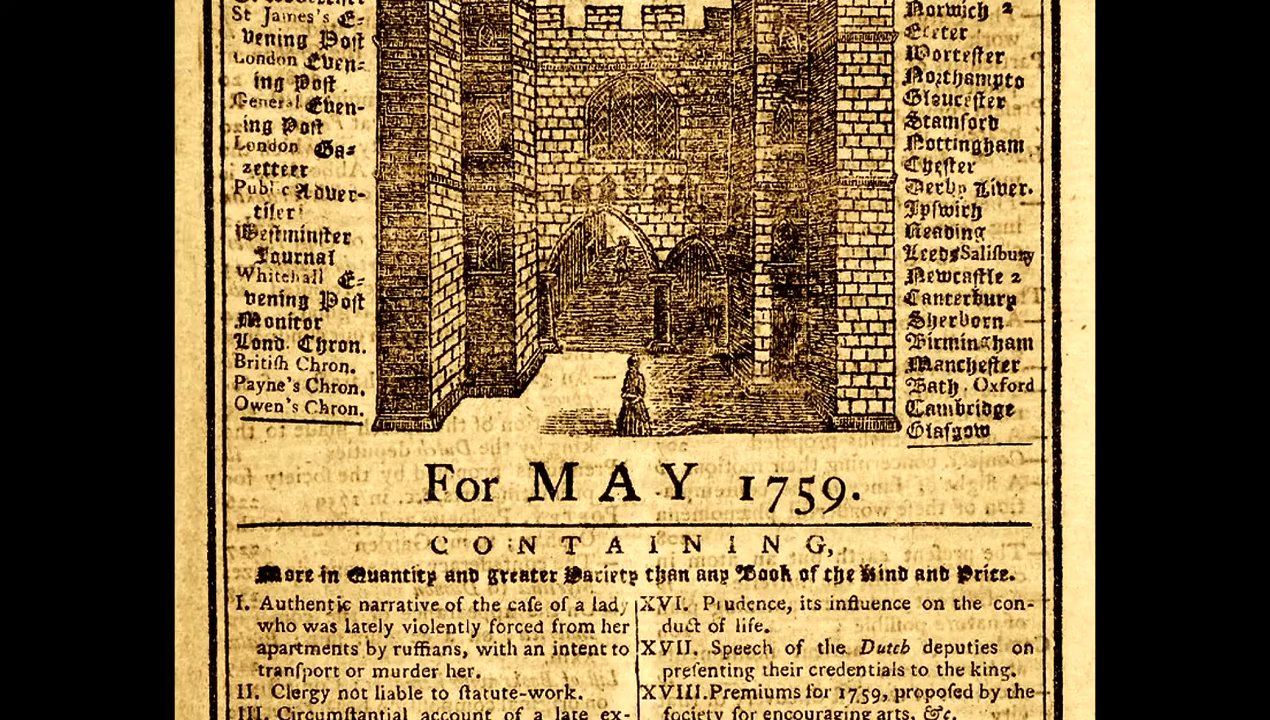 St James's E-
vening Post
London Even-
ing Post
General Even-
ing Post
London Ga-
zetteer
Public Adver-
tiser
Westminster
Journal
Whitehall E-
vening Post
Monitor
Lond. Chron.
Britiſh Chron.
Payne's Chron.
Owen's Chron.
Norwich 2
Exeter
Worceſter
Northampto
Glouceſter
Stamford
Nottingham
Cheſter
Derby Liver.
Ipſwich
Reading
Leeds Saliſbury
Newcaſtle 2
Canterbury
Sherborn
Birmingham
Mancheſter
Bath Oxford
Cambridge
Glaſgow
For MAY 1759.
CONTAINING,
More in Quantity and greater Variety than any Book of the Kind and Price.
I. Authentic narrative of the caſe of a lady
who was lately violently forced from her
apartments by ruffians, with an intent to
tranſport or murder her.
II. Clergy not liable to ſtatute-work.
III. Circumſtantial account of a late ex-
XVI. Prudence, its influence on the con-
duct of life.
XVII. Speech of the Dutch deputies on
preſenting their credentials to the king.
XVIII. Premiums for 1759, propoſed by the
ſociety for encouraging arts, &c.